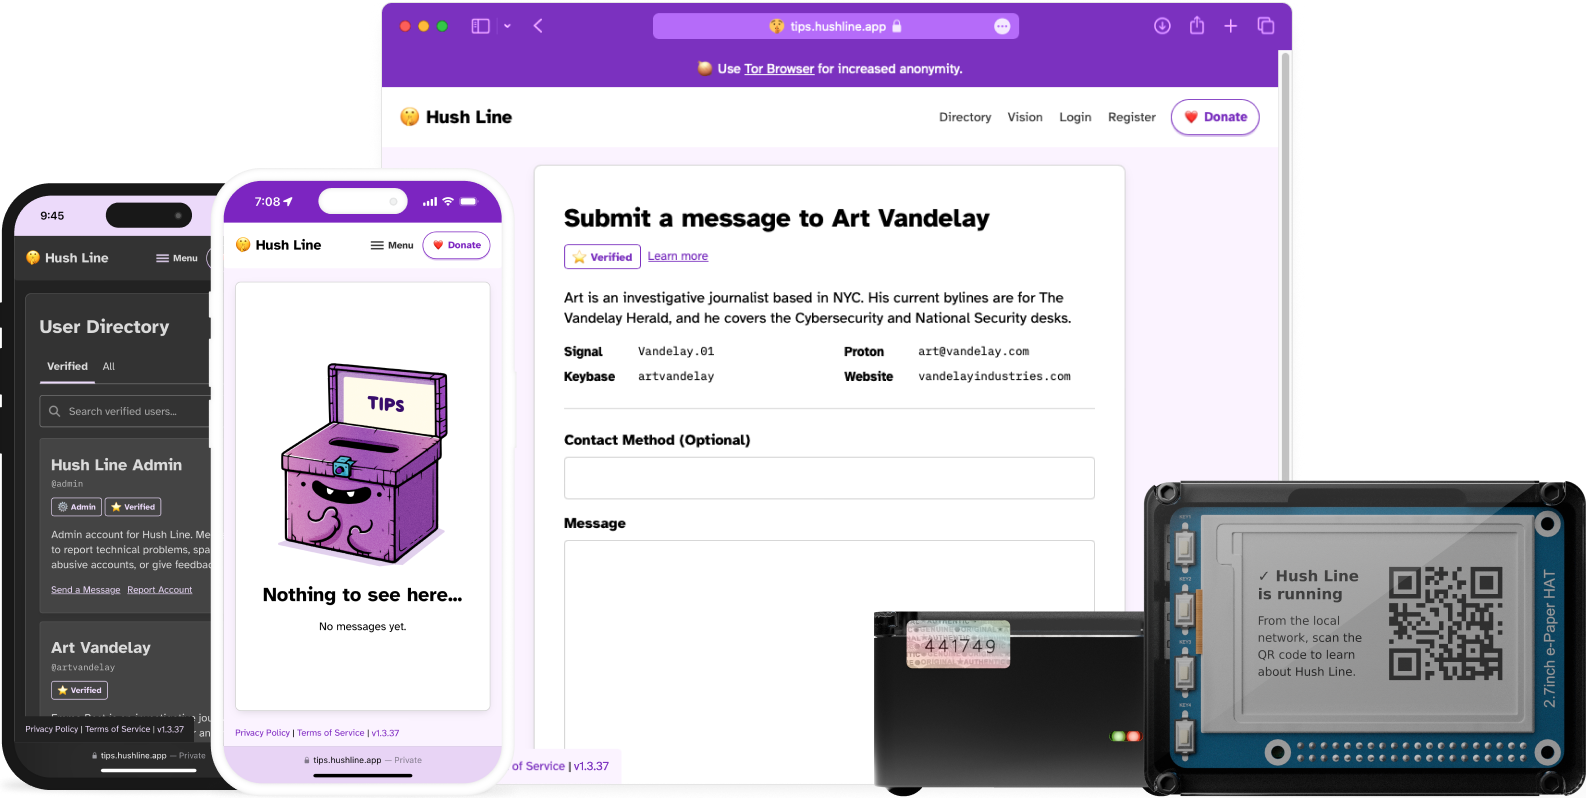 tips.hushline.app
Use Tor Browser for increased anonymity.
Hush Line
Directory
Vision
Login
Register
Donate
Submit a message to Art Vandelay
Verified
Learn more
Art is an investigative journalist based in NYC. His current bylines are for The
Vandelay Herald, and he covers the Cybersecurity and National Security desks.
Signal Vandelay.01
Proton art@vandelay.com
Keybase artvandelay
Website vandelayindustries.com
Contact Method (Optional)
Message
of Service | v1.3.37
9:45
Hush Line
Menu
User Directory
Verified All
Search verified users...
Hush Line Admin
@admin
Admin Verified
Admin account for Hush Line. Me
to report technical problems, spa
abusive accounts, or give feedbac
Send a Message Report Account
Art Vandelay
@artvandelay
Verified
Privacy Policy | Terms of Service | v1.3.37
tips.hushline.app — Private
7:08
Hush Line
Menu
Donate
TIPS
Nothing to see here...
No messages yet.
Privacy Policy | Terms of Service | v1.3.37
tips.hushline.app — Private
441749
KEY1
KEY2
KEY3
KEY4
✓ Hush Line
is running
From the local
network, scan the
QR code to learn
about Hush Line.
2.7inch e-Paper HAT